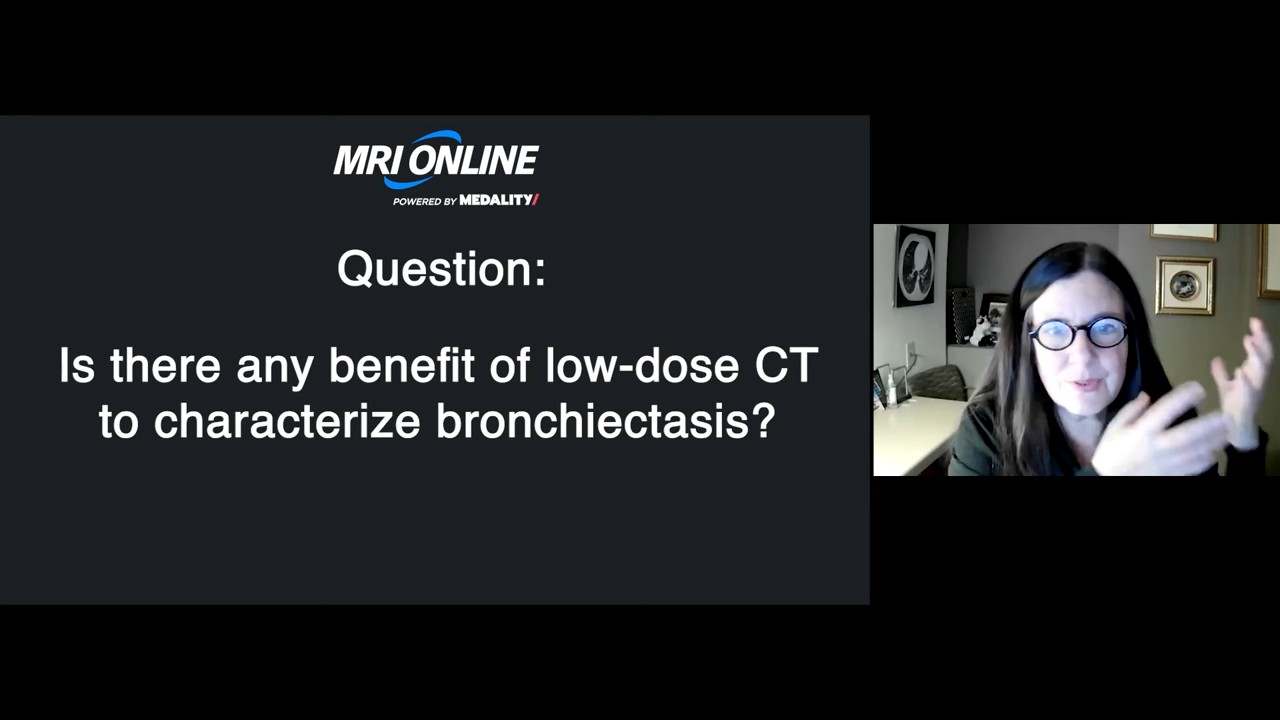 MRI ONLINE
POWERED BY MEDALITY/
Question:
Is there any benefit of low-dose CT
to characterize bronchiectasis?